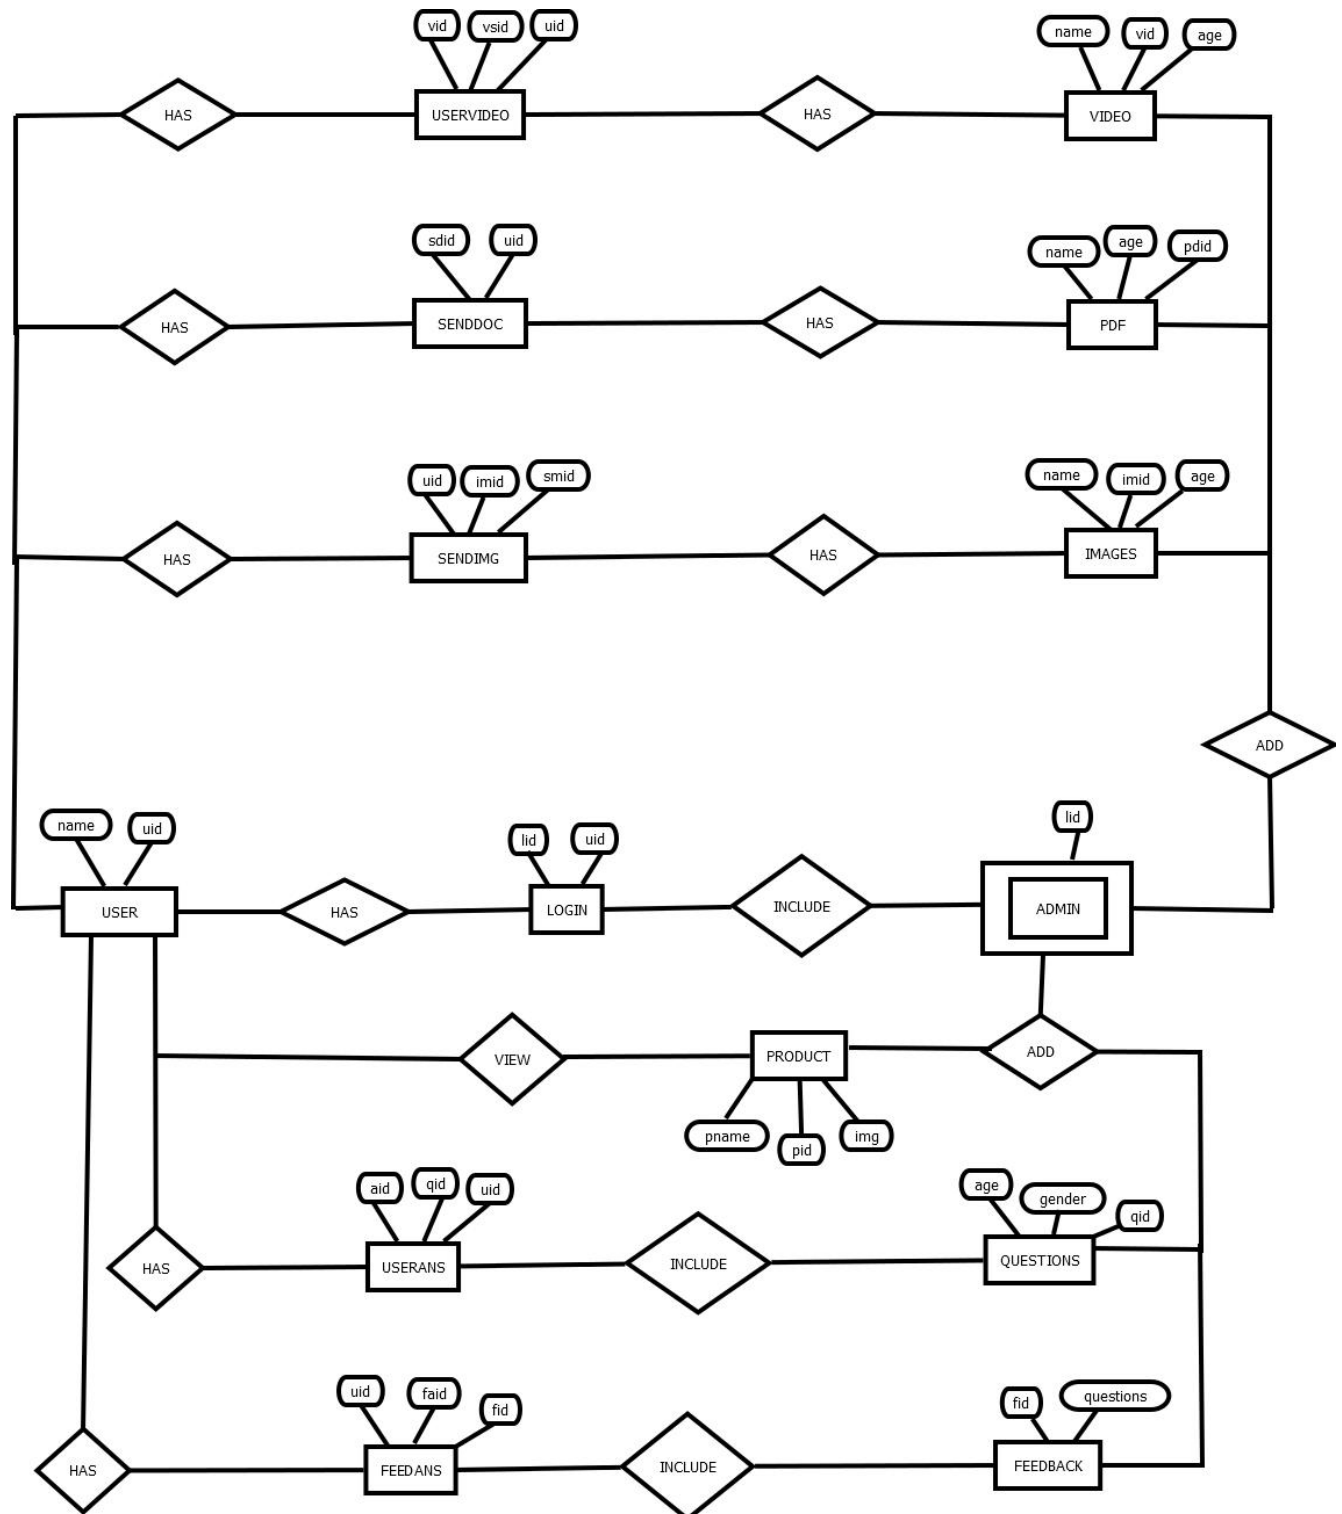 vid vsid uid
name vid age
HAS USERVIDEO HAS VIDEO
sdid uid
name age pdid
HAS SENDDOC HAS PDF
uid imid smid
name imid age
HAS SENDIMG HAS IMAGES
ADD
name uid
lid uid
lid
USER HAS LOGIN INCLUDE ADMIN
VIEW PRODUCT ADD
pname pid img
aid qid uid
age gender qid
HAS USERANS INCLUDE QUESTIONS
uid faid fid
fid questions
HAS FEEDANS INCLUDE FEEDBACK